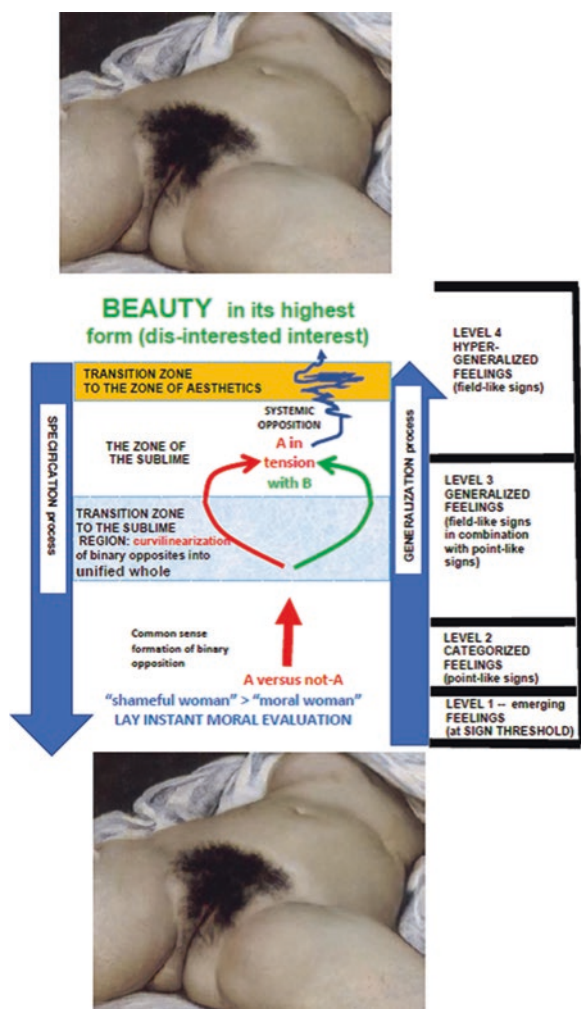 BEAUTY in its highest
form (dis-interested interest)
TRANSITION ZONE
TO THE ZONE OF AESTHETICS
SYSTEMIC
OPPOSITION
THE ZONE OF
THE SUBLIME
A in
tension
with B
TRANSITION ZONE
TO THE SUBLIME
REGION: curvilinearization
of binary opposites into
unified whole
Common sense
formation of binary
opposition
A versus not-A
"shameful woman" > "moral woman"
LAY INSTANT MORAL EVALUATION
SPECIFICATION process
GENERALIZATION process
LEVEL 4
HYPER-
GENERALIZED
FEELINGS
(field-like signs)
LEVEL 3
GENERALIZED
FEELINGS
(field-like signs
in combination
with point-like
signs)
LEVEL 2
CATEGORIZED
FEELINGS
(point-like signs)
LEVEL 1 -- emerging
FEELINGS
(at SIGN THRESHOLD)